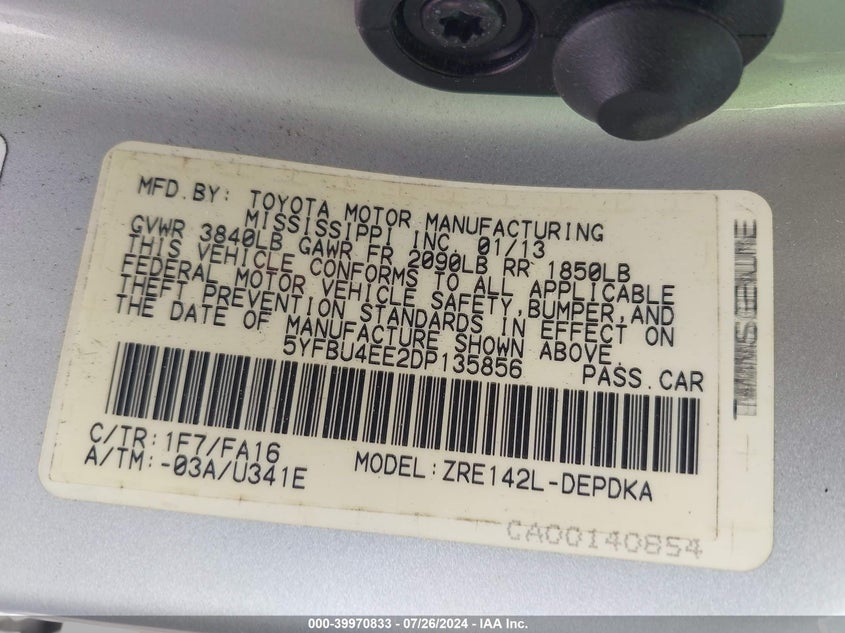 MFD.BY: TOYOTA MOTOR MANUFACTURING
MISSISSIPPI INC. 01/13
GVWR 3840LB GAWR FR 2090LB RR 1850LB
THIS VEHICLE CONFORMS TO ALL APPLICABLE
FEDERAL MOTOR VEHICLE SAFETY,BUMPER,AND
THEFT PREVENTION STANDARDS IN EFFECT ON
THE DATE OF MANUFACTURE SHOWN ABOVE.
5YFBU4EE2DP135856 PASS.CAR
C/TR:1F7/FA16
A/TM:-03A/U341E MODEL:ZRE142L-DEPDKA
CA00140854
000-39970833 - 07/26/2024 - IAA Inc.